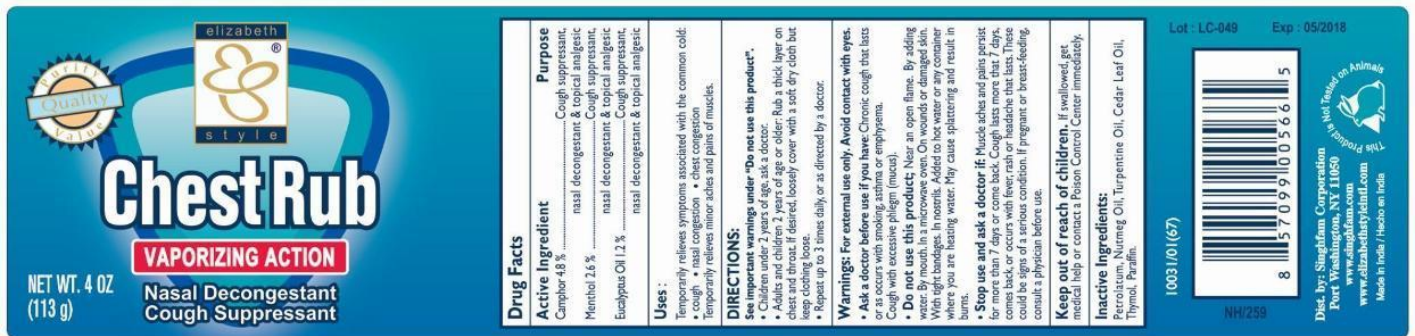 elizabeth
®
style
Purity
Quality
Value
Chest Rub
VAPORIZING ACTION
NET WT. 4 OZ
(113 g)
Nasal Decongestant
Cough Suppressant
Drug Facts
Active Ingredient Purpose
Camphor 4.8 % ........ Cough suppressant,
nasal decongestant & topical analgesic
Menthol 2.6 % ........ Cough suppressant,
nasal decongestant & topical analgesic
Eucalyptus Oil 1.2 % ........ Cough suppressant,
nasal decongestant & topical analgesic
Uses :
Temporarily relieves symptoms associated with the common cold:
• cough • nasal congestion • chest congestion
Temporarily relieves minor aches and pains of muscles.
DIRECTIONS:
See important warnings under "Do not use this product".
• Children under 2 years of age, ask a doctor.
• Adults and children 2 years of age or older: Rub a thick layer on
chest and throat. If desired, loosely cover with a soft dry cloth but
keep clothing loose.
• Repeat up to 3 times daily, or as directed by a doctor.
Warnings: For external use only. Avoid contact with eyes.
• Ask a doctor before use if you have: Chronic cough that lasts
or as occurs with smoking, asthma or emphysema.
Cough with excessive phlegm (mucus).
• Do not use this product; Near an open flame. By adding
water. By mouth. In a microwave oven. On wounds or damaged skin.
With tight bandages. In nostrils. Added to hot water or any container
where you are heating water. May cause splattering and result in
burns.
• Stop use and ask a doctor if: Muscle aches and pains persist
for more than 7 days or come back. Cough lasts more that 7 days,
comes back, or occurs with fever, rash or headache that lasts. These
could be signs of a serious condition. If pregnant or breast-feeding,
consult a physician before use.
Keep out of reach of children. If swallowed, get
medical help or contact a Poison Control Center immediately.
Inactive Ingredients:
Petrolatum, Nutmeg Oil, Turpentine Oil, Cedar Leaf Oil,
Thymol, Paraffin.
10031/01(67)
Lot : LC-049 Exp : 05/2018
8 57099 00566 5
NH/259
This Product is Not Tested on Animals
Dist. by: Singhfam Corporation
Port Washington, NY 11050
www.singhfam.com
www.elizabethstyleintl.com
Made in India / Hecho en India